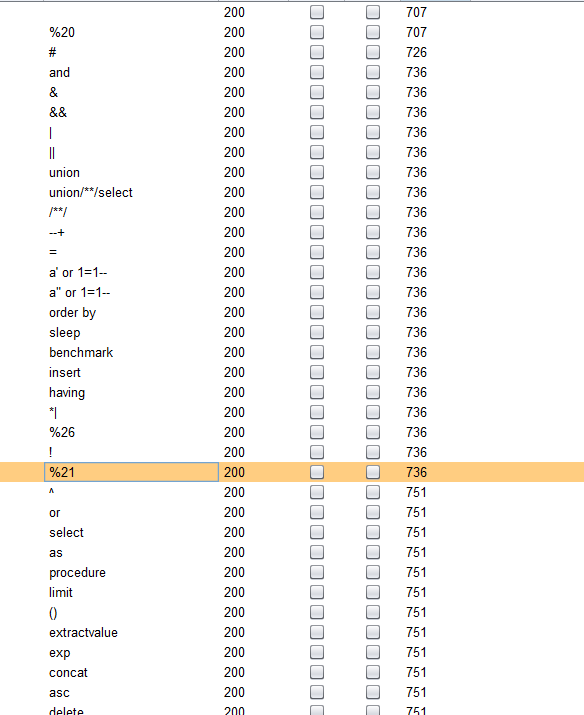 200 707
%20 200 707
# 200 726
and 200 736
& 200 736
&& 200 736
| 200 736
|| 200 736
union 200 736
union/**/select 200 736
/**/ 200 736
--+ 200 736
= 200 736
a' or 1=1-- 200 736
a" or 1=1-- 200 736
order by 200 736
sleep 200 736
benchmark 200 736
insert 200 736
having 200 736
*| 200 736
%26 200 736
! 200 736
%21 200 736
^ 200 751
or 200 751
select 200 751
as 200 751
procedure 200 751
limit 200 751
() 200 751
extractvalue 200 751
exp 200 751
concat 200 751
asc 200 751
delete 200 751